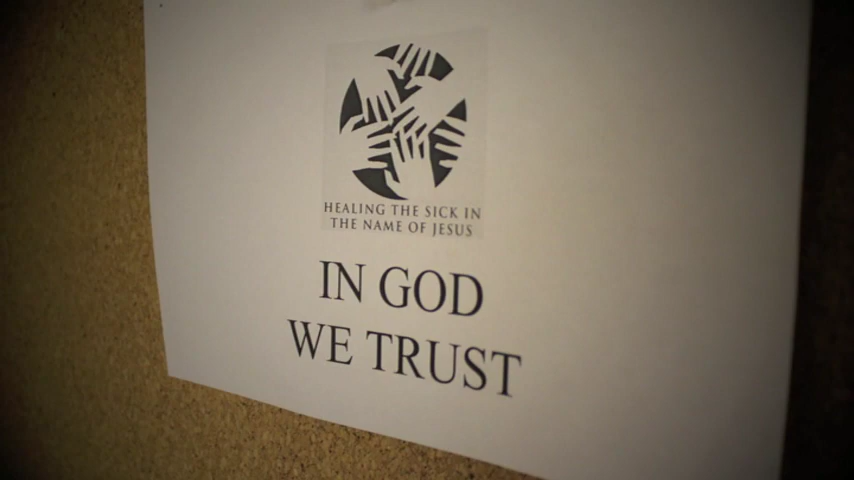 HEALING THE SICK IN
THE NAME OF JESUS
IN GOD
WE TRUST